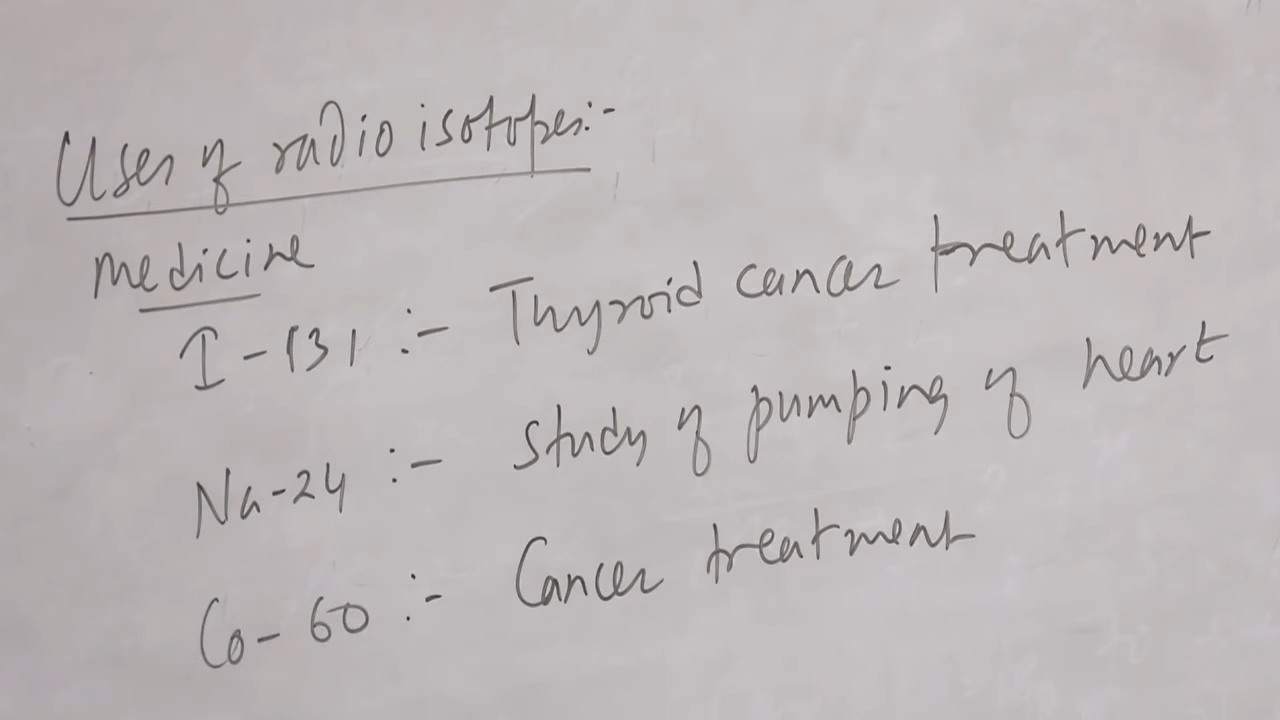 Uses of radio isotopes:-
Medicine
I-131 :- Thyroid cancer treatment
Na-24 :- Study of pumping of heart
Co-60 :- Cancer treatment